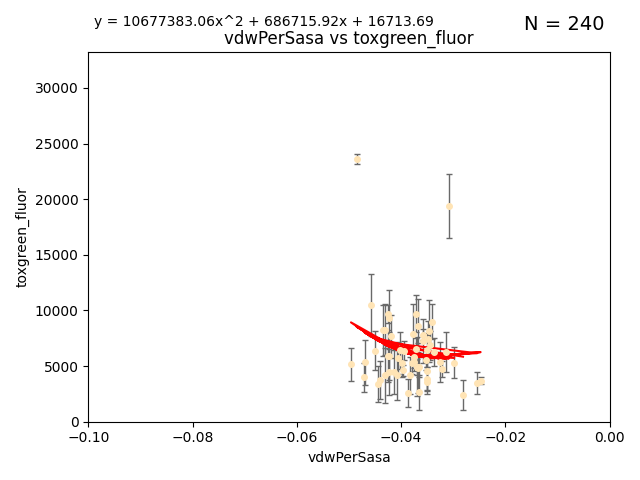 y = 10677383.06x^2 + 686715.92x + 16713.69
N = 240
vdwPerSasa vs toxgreen_fluor
toxgreen_fluor
30000
25000
20000
15000
10000
5000
0
−0.10
−0.08
−0.06
−0.04
−0.02
0.00
vdwPerSasa